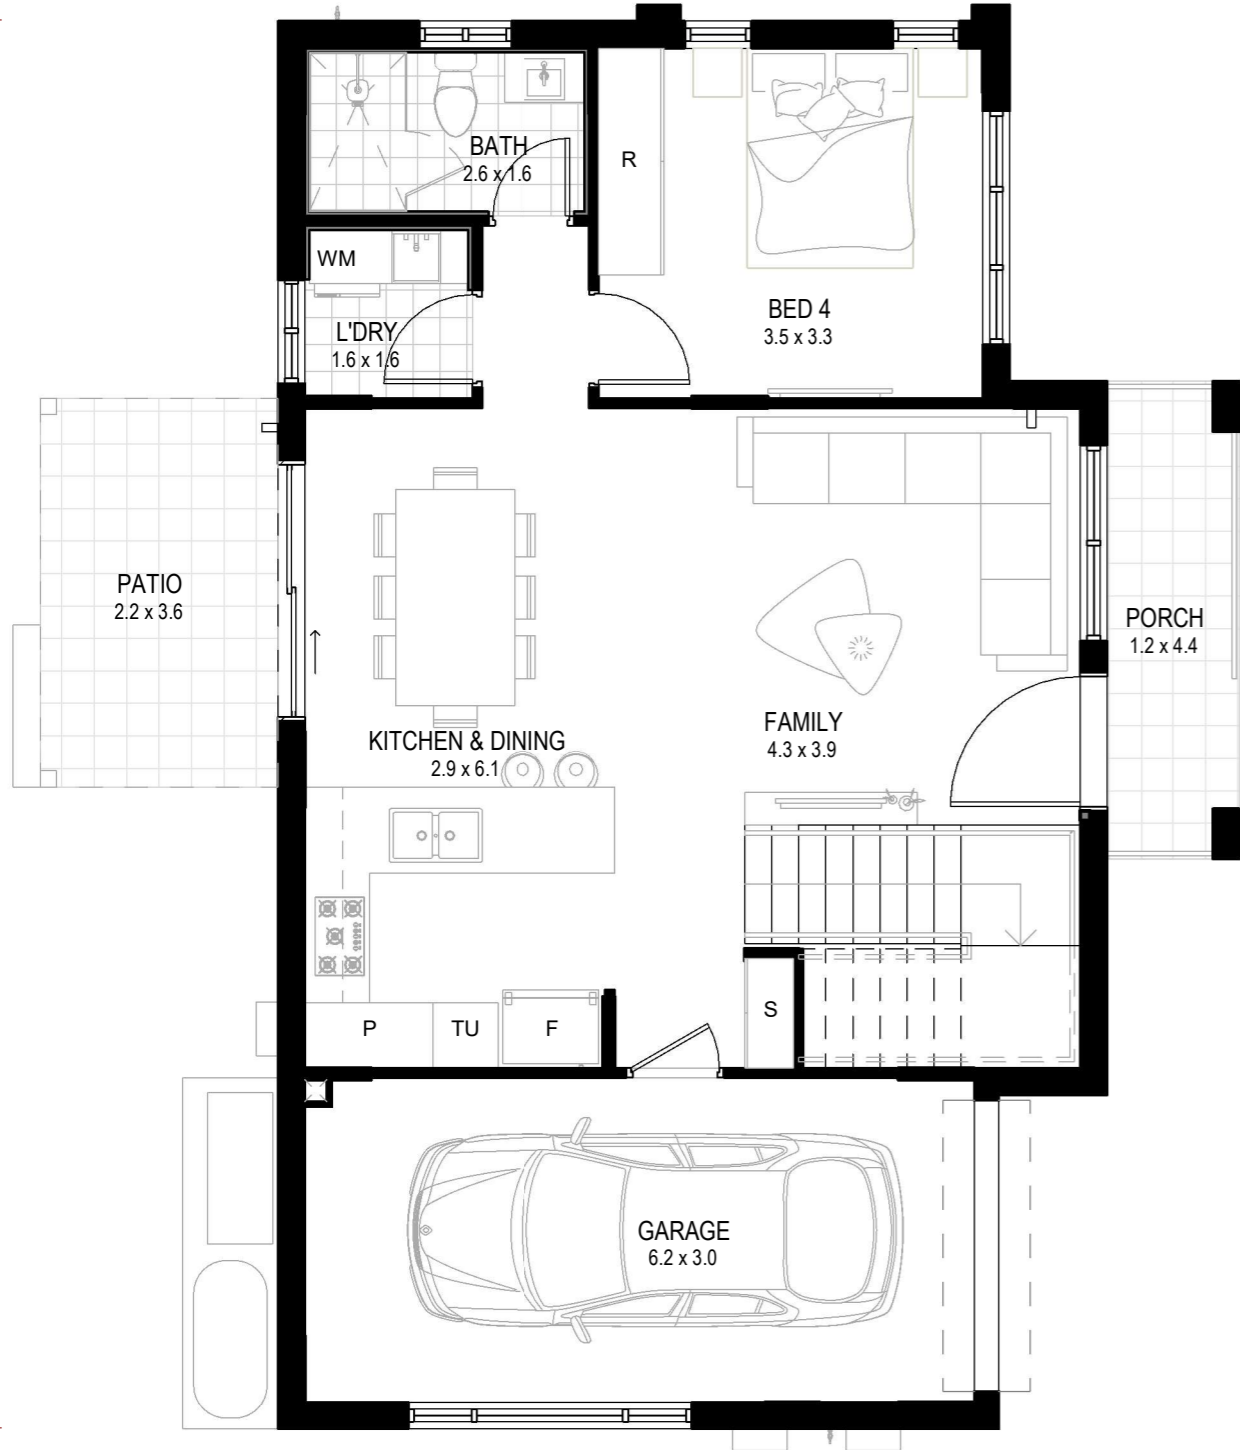 BATH
2.6 x 1.6
R
WM
L'DRY
1.6 x 1.6
BED 4
3.5 x 3.3
PATIO
2.2 x 3.6
PORCH
1.2 x 4.4
KITCHEN & DINING
2.9 x 6.1
FAMILY
4.3 x 3.9
P
TU
F
S
GARAGE
6.2 x 3.0